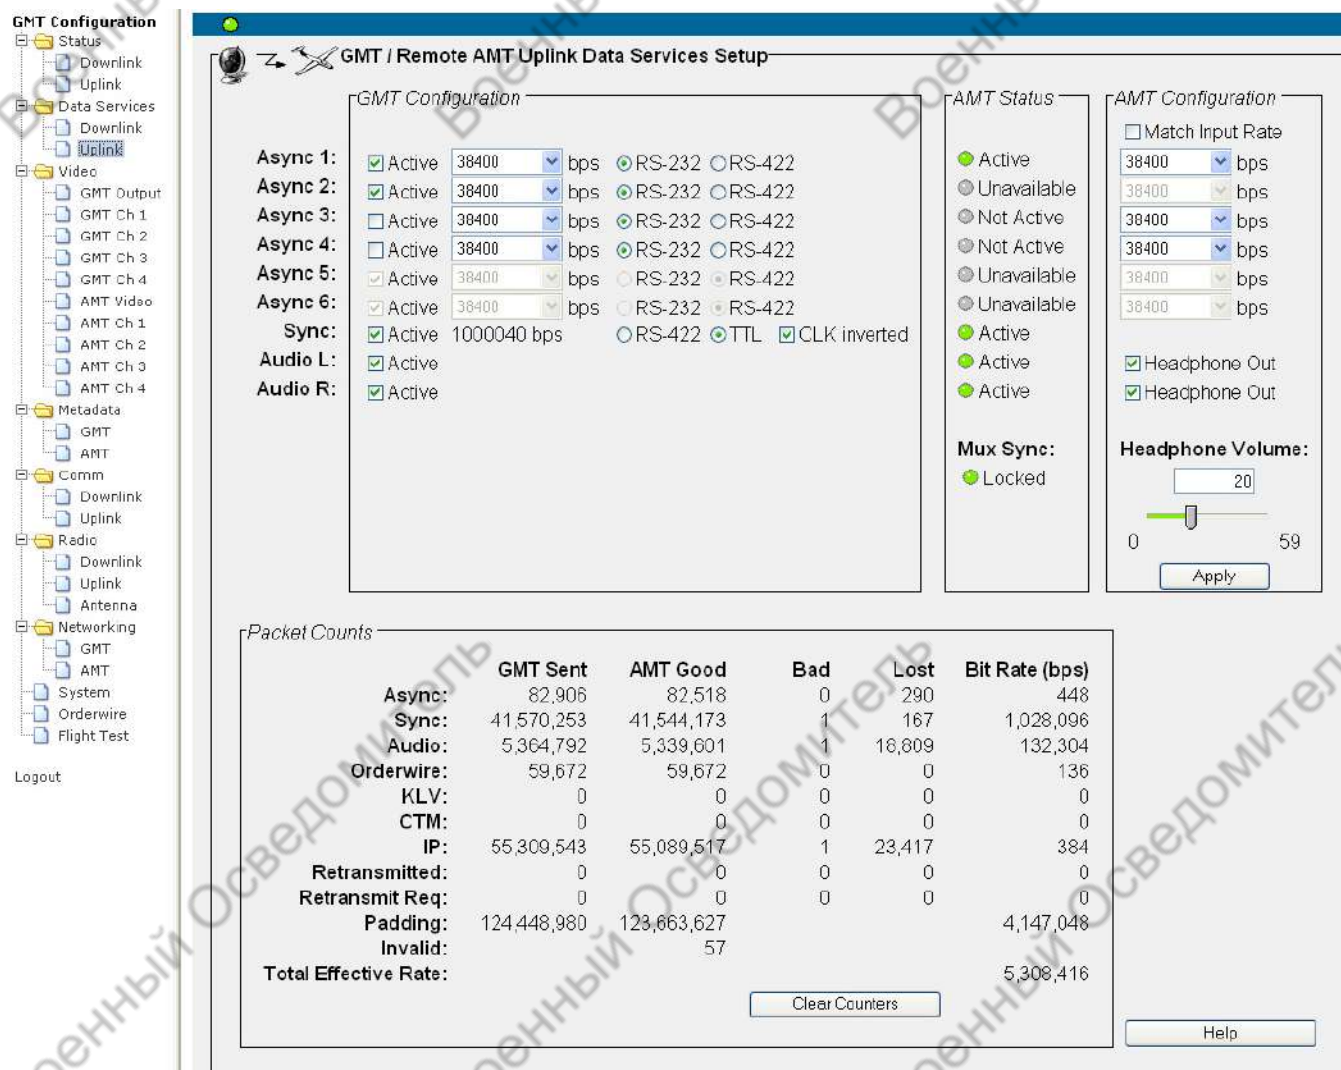 GMT Configuration
Status
Downlink
Uplink
Data Services
Downlink
Uplink
Video
GMT Output
GMT Ch 1
GMT Ch 2
GMT Ch 3
GMT Ch 4
AMT Video
AMT Ch 1
AMT Ch 2
AMT Ch 3
AMT Ch 4
Metadata
GMT
AMT
Comm
Downlink
Uplink
Radio
Downlink
Uplink
Antenna
Networking
GMT
AMT
System
Orderwire
Flight Test
Logout
GMT / Remote AMT Uplink Data Services Setup
GMT Configuration AMT Status AMT Configuration
Match Input Rate
Async 1: Active 38400 bps RS-232 RS-422 Active 38400 bps
Async 2: Active 38400 bps RS-232 RS-422 Unavailable 38400 bps
Async 3: Active 38400 bps RS-232 RS-422 Not Active 38400 bps
Async 4: Active 38400 bps RS-232 RS-422 Not Active 38400 bps
Async 5: Active 38400 bps RS-232 RS-422 Unavailable 38400 bps
Async 6: Active 38400 bps RS-232 RS-422 Unavailable 38400 bps
Sync: Active 1000040 bps RS-422 TTL CLK inverted Active
Audio L: Active Active Headphone Out
Audio R: Active Active Headphone Out
Mux Sync: Headphone Volume:
Locked 20
0 59
Apply
Packet Counts
GMT Sent AMT Good Bad Lost Bit Rate (bps)
Async: 82,906 82,518 0 290 448
Sync: 41,570,253 41,544,173 1 167 1,028,096
Audio: 5,364,792 5,339,601 1 18,809 132,304
Orderwire: 59,672 59,672 0 0 136
KLV: 0 0 0 0 0
CTM: 0 0 0 0 0
IP: 55,309,543 55,089,517 1 23,417 384
Retransmitted: 0 0 0 0 0
Retransmit Req: 0 0 0 0 0
Padding: 124,448,980 123,663,627 4,147,048
Invalid: 57
Total Effective Rate: 5,308,416
Clear Counters
Help
Военный Осведомитель